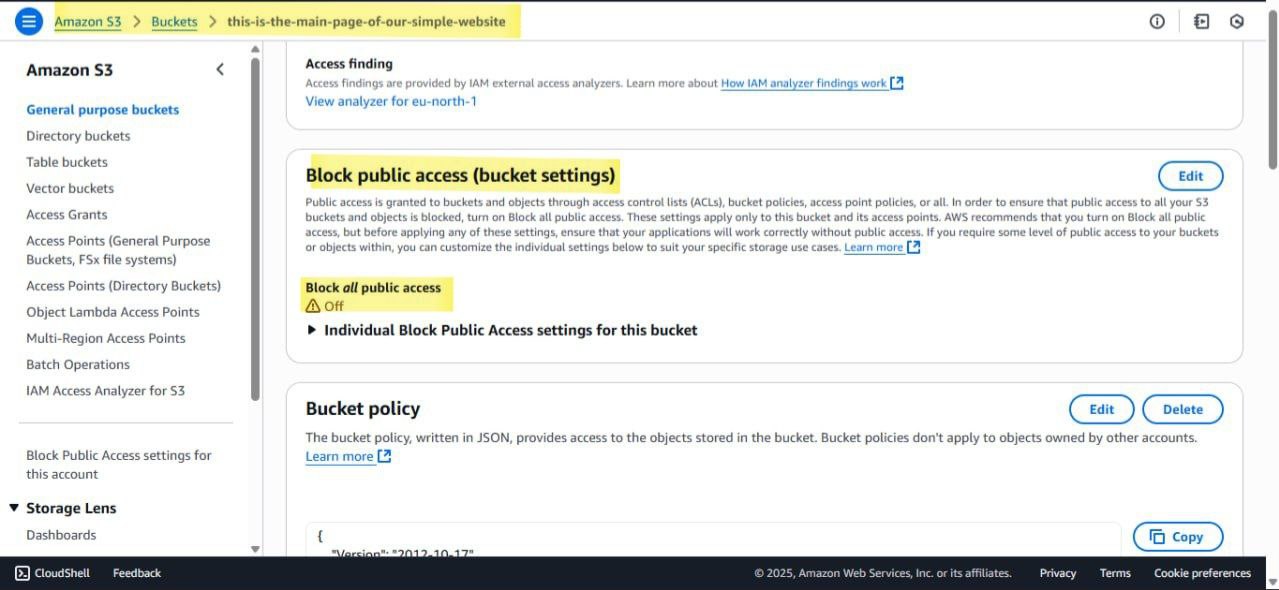 Amazon S3 > Buckets > this-is-the-main-page-of-our-simple-website
Amazon S3
General purpose buckets
Directory buckets
Table buckets
Vector buckets
Access Grants
Access Points (General Purpose
Buckets, FSx file systems)
Access Points (Directory Buckets)
Object Lambda Access Points
Multi-Region Access Points
Batch Operations
IAM Access Analyzer for S3
Block Public Access settings for
this account
Storage Lens
Dashboards
Access finding
Access findings are provided by IAM external access analyzers. Learn more about How IAM analyzer findings work
View analyzer for eu-north-1
Block public access (bucket settings)
Edit
Public access is granted to buckets and objects through access control lists (ACLs), bucket policies, access point policies, or all. In order to ensure that public access to all your S3
buckets and objects is blocked, turn on Block all public access. These settings apply only to this bucket and its access points. AWS recommends that you turn on Block all public
access, but before applying any of these settings, ensure that your applications will work correctly without public access. If you require some level of public access to your buckets
or objects within, you can customize the individual settings below to suit your specific storage use cases. Learn more
Block all public access
Off
Individual Block Public Access settings for this bucket
Bucket policy
Edit
Delete
The bucket policy, written in JSON, provides access to the objects stored in the bucket. Bucket policies don't apply to objects owned by other accounts.
Learn more
{
"Version": "2012-10-17"
Copy
CloudShell Feedback © 2025, Amazon Web Services, Inc. or its affiliates. Privacy Terms Cookie preferences